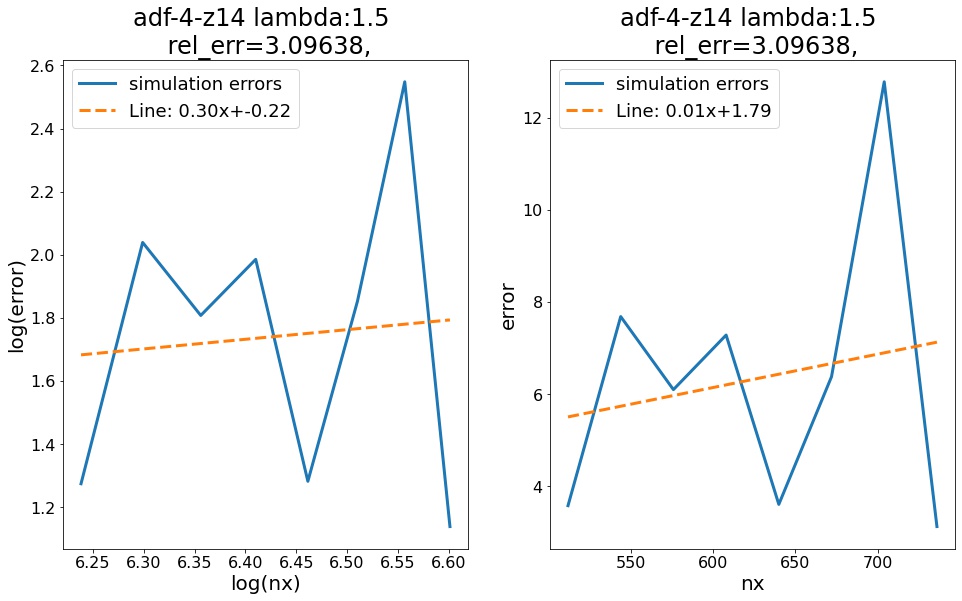 adf-4-z14 lambda:1.5
rel_err=3.09638,
simulation errors
Line: 0.30x+-0.22
log(error)
2.6
2.4
2.2
2.0
1.8
1.6
1.4
1.2
6.25 6.30 6.35 6.40 6.45 6.50 6.55 6.60
log(nx)
adf-4-z14 lambda:1.5
rel_err=3.09638,
simulation errors
Line: 0.01x+1.79
error
12
10
8
6
4
550 600 650 700
nx